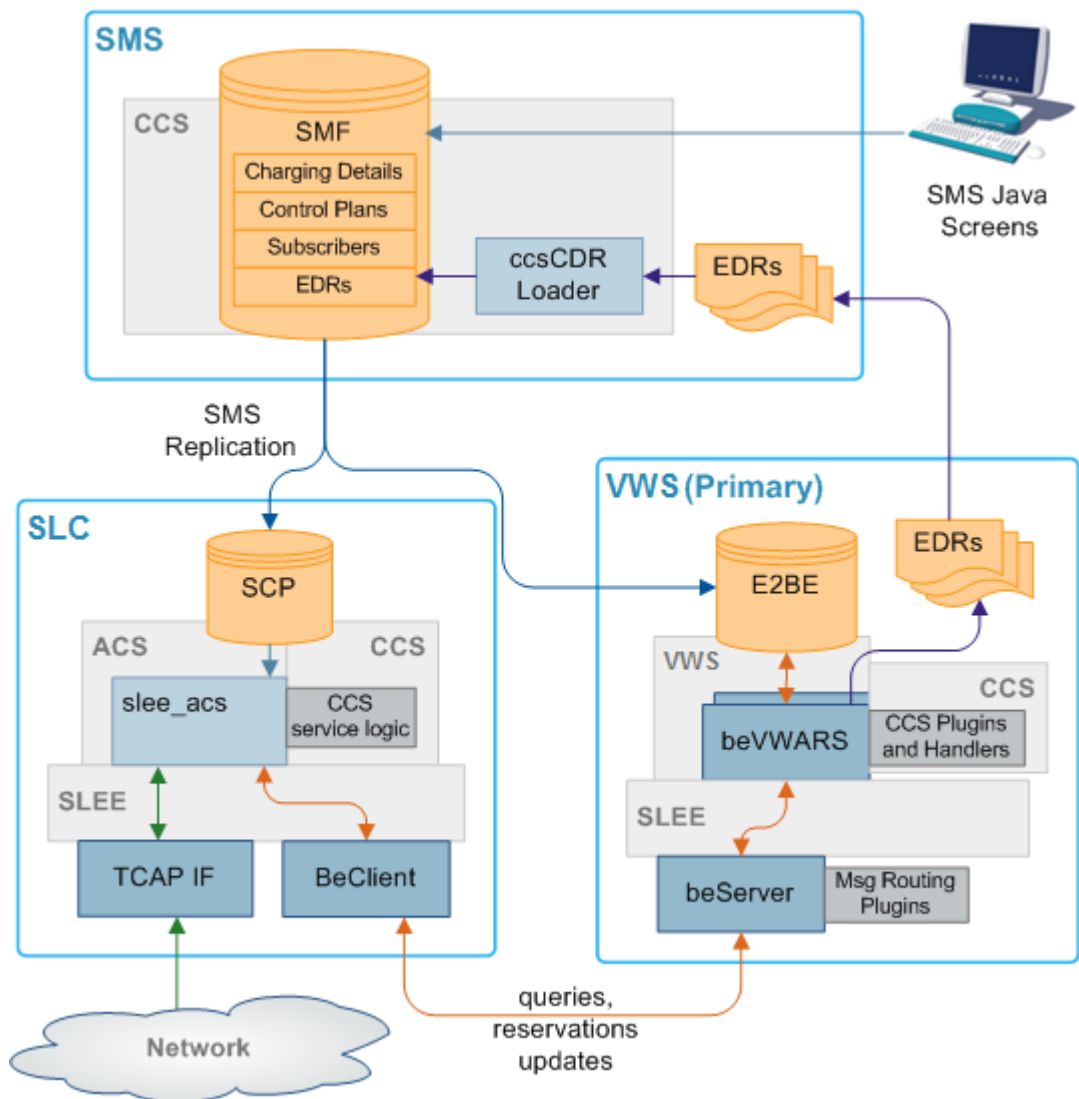 SMS
CCS
SMF
Charging Details
Control Plans
Subscribers
EDRs
ccsCDR
Loader
EDRs
SMS Java
Screens
SMS
Replication
SLC
SCP
ACS
CCS
slee_acs
CCS
service logic
SLEE
TCAP IF
BeClient
Network
VWS (Primary)
E2BE
EDRs
VWS
CCS
beVWARS
CCS Plugins
and Handlers
SLEE
beServer
Msg Routing
Plugins
queries,
reservations
updates